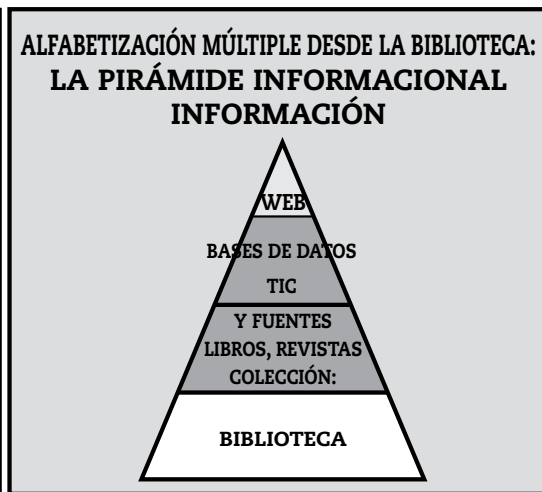 ALFABETIZACIÓN MÚLTIPLE DESDE LA BIBLIOTECA:
LA PIRÁMIDE INFORMACIONAL
INFORMACIÓN
WEB
BASES DE DATOS
TIC
Y FUENTES
LIBROS, REVISTAS
COLECCIÓN:
BIBLIOTECA